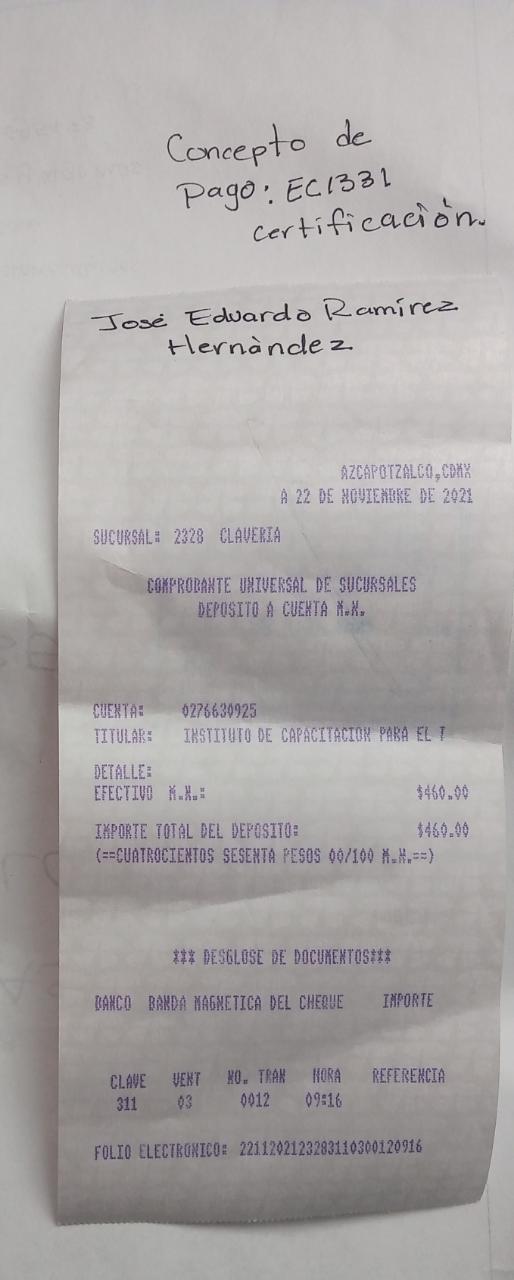 Concepto de
Pago: EC1331
certificación.
José Eduardo Ramírez
Hernàndez
AZCAPOTZALCO,CDMX
A 22 DE NOVIEMBRE DE 2021
SUCURSAL: 2328 CLAVERIA
COMPROBANTE UNIVERSAL DE SUCURSALES
DEPOSITO A CUENTA M.N.
CUENTA: 0276630925
TITULAR: INSTITUTO DE CAPACITACION PARA EL T
DETALLE:
EFECTIVO M.N.: $460.00
IMPORTE TOTAL DEL DEPOSITO: $460.00
(==CUATROCIENTOS SESENTA PESOS 00/100 M.N.==)
*** DESGLOSE DE DOCUMENTOS***
BANCO BANDA MAGNETICA DEL CHEQUE IMPORTE
CLAVE VENT NO. TRAN HORA REFERENCIA
311 03 0012 09:16
FOLIO ELECTRONICO: 2211202123283110300120916